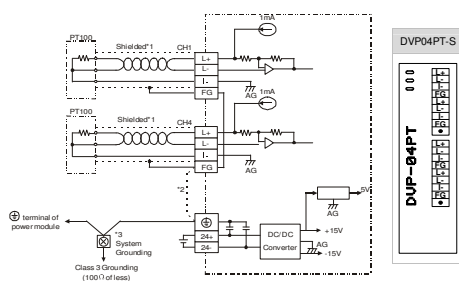 1mA
PT100
Shielded*1
CH1
L+
L-
I-
FG
AG
1mA
PT100
Shielded*1
CH4
L+
L-
I-
FG
AG
*2
terminal of
power module
*3
System
Grounding
Class 3 Grounding
(100Ω of less)
24+
24-
DC/DC
Converter
5V
AG
+15V
AG
-15V
DVP04PT-S
DVP-04PT
L+
L-
I-
FG
L+
L-
I-
FG
L+
L-
I-
FG
L+
L-
I-
FG